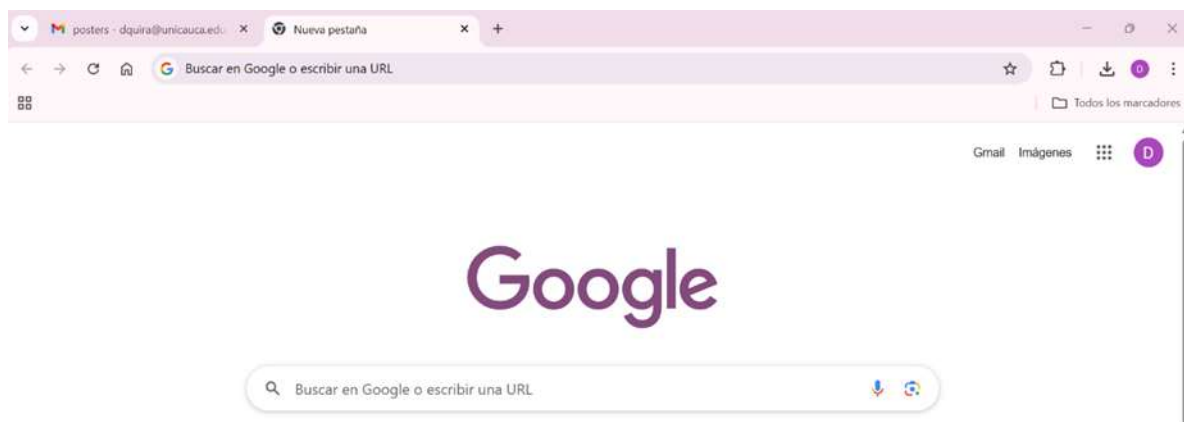 posters - dquira@unicauca.edu
Nueva pestaña
Buscar en Google o escribir una URL
D
Todos los marcadores
Gmail Imágenes
D
Google
Buscar en Google o escribir una URL